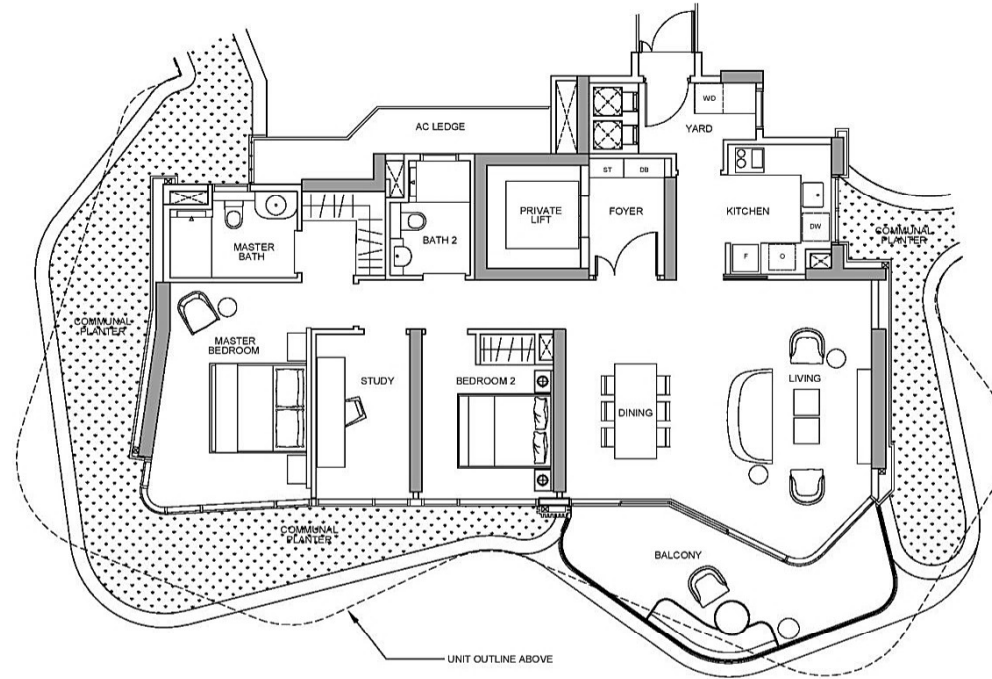 AC LEDGE
WD
YARD
ST
DB
PRIVATE
LIFT
FOYER
KITCHEN
DW
F
O
COMMUNAL
PLANTER
MASTER
BATH
BATH 2
COMMUNAL
PLANTER
MASTER
BEDROOM
STUDY
BEDROOM 2
DINING
LIVING
COMMUNAL
PLANTER
BALCONY
UNIT OUTLINE ABOVE